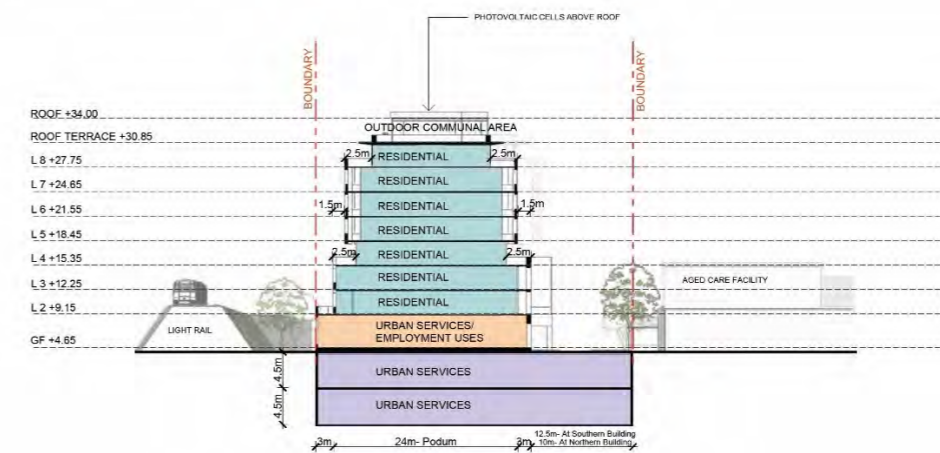 PHOTOVOLTAIC CELLS ABOVE ROOF
BOUNDARY
BOUNDARY
ROOF +34.00
OUTDOOR COMMUNAL AREA
ROOF TERRACE +30.85
2.5m
RESIDENTIAL
2.5m
L 8 +27.75
RESIDENTIAL
L 7 +24.65
1.5m
RESIDENTIAL
1.5m
L 6 +21.55
RESIDENTIAL
L 5 +18.45
2.5m
RESIDENTIAL
2.5m
L 4 +15.35
RESIDENTIAL
AGED CARE FACILITY
L 3 +12.25
RESIDENTIAL
L 2 +9.15
LIGHT RAIL
URBAN SERVICES/
EMPLOYMENT USES
GF +4.65
4.5m
URBAN SERVICES
4.5m
URBAN SERVICES
3m
24m- Podum
3m
12.5m- At Southern Building
10m- At Northern Building